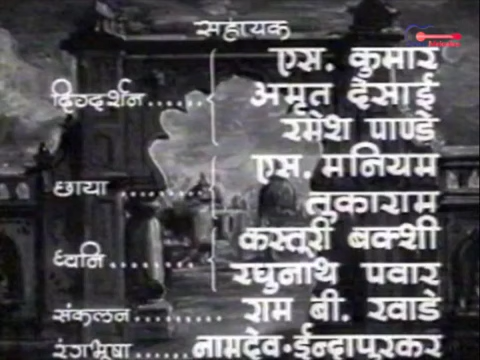 सहायक
एस. कुमार
दिग्दर्शन...... अमृत देसाई
रमेश पाण्डे
एस. मनियम
छाया ........
तुकाराम
कस्तूरी बक्शी
ध्वनि........
रघुनाथ पवार
संकलन......... राम बी. खाडे
रंगभूषा......नामदेव.ईन्दापुरकर